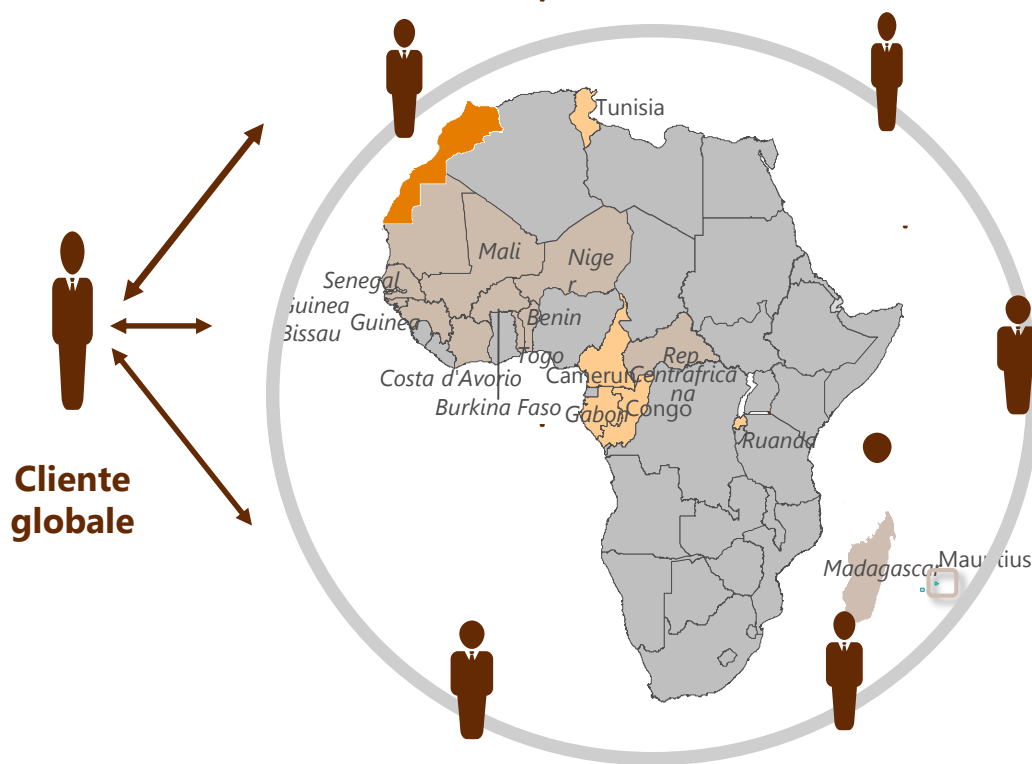 Tunisia
Mali
Nige
r
Senegal
Guinea
Bissau
Guinea
Benin
Togo
Costa d'Avorio
Burkina Faso
Camerun
Rep
Centrafrica
na
Gabon
Congo
Ruanda
Cliente
globale
Madagascar
Mauritius